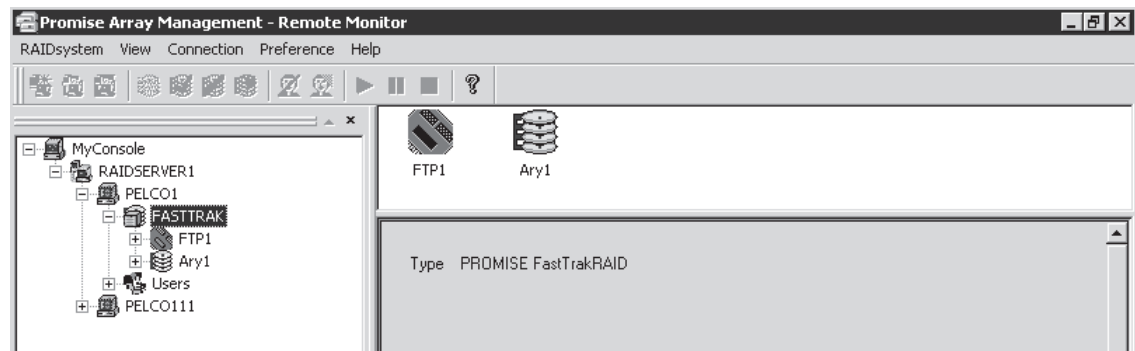 Promise Array Management - Remote Monitor
RAIDsystem View Connection Preference Help
MyConsole
RAIDSERVER1
PELCO1
FASTTRAK
FTP1
Ary1
Users
PELCO111
FTP1 Ary1
Type PROMISE FastTrakRAID